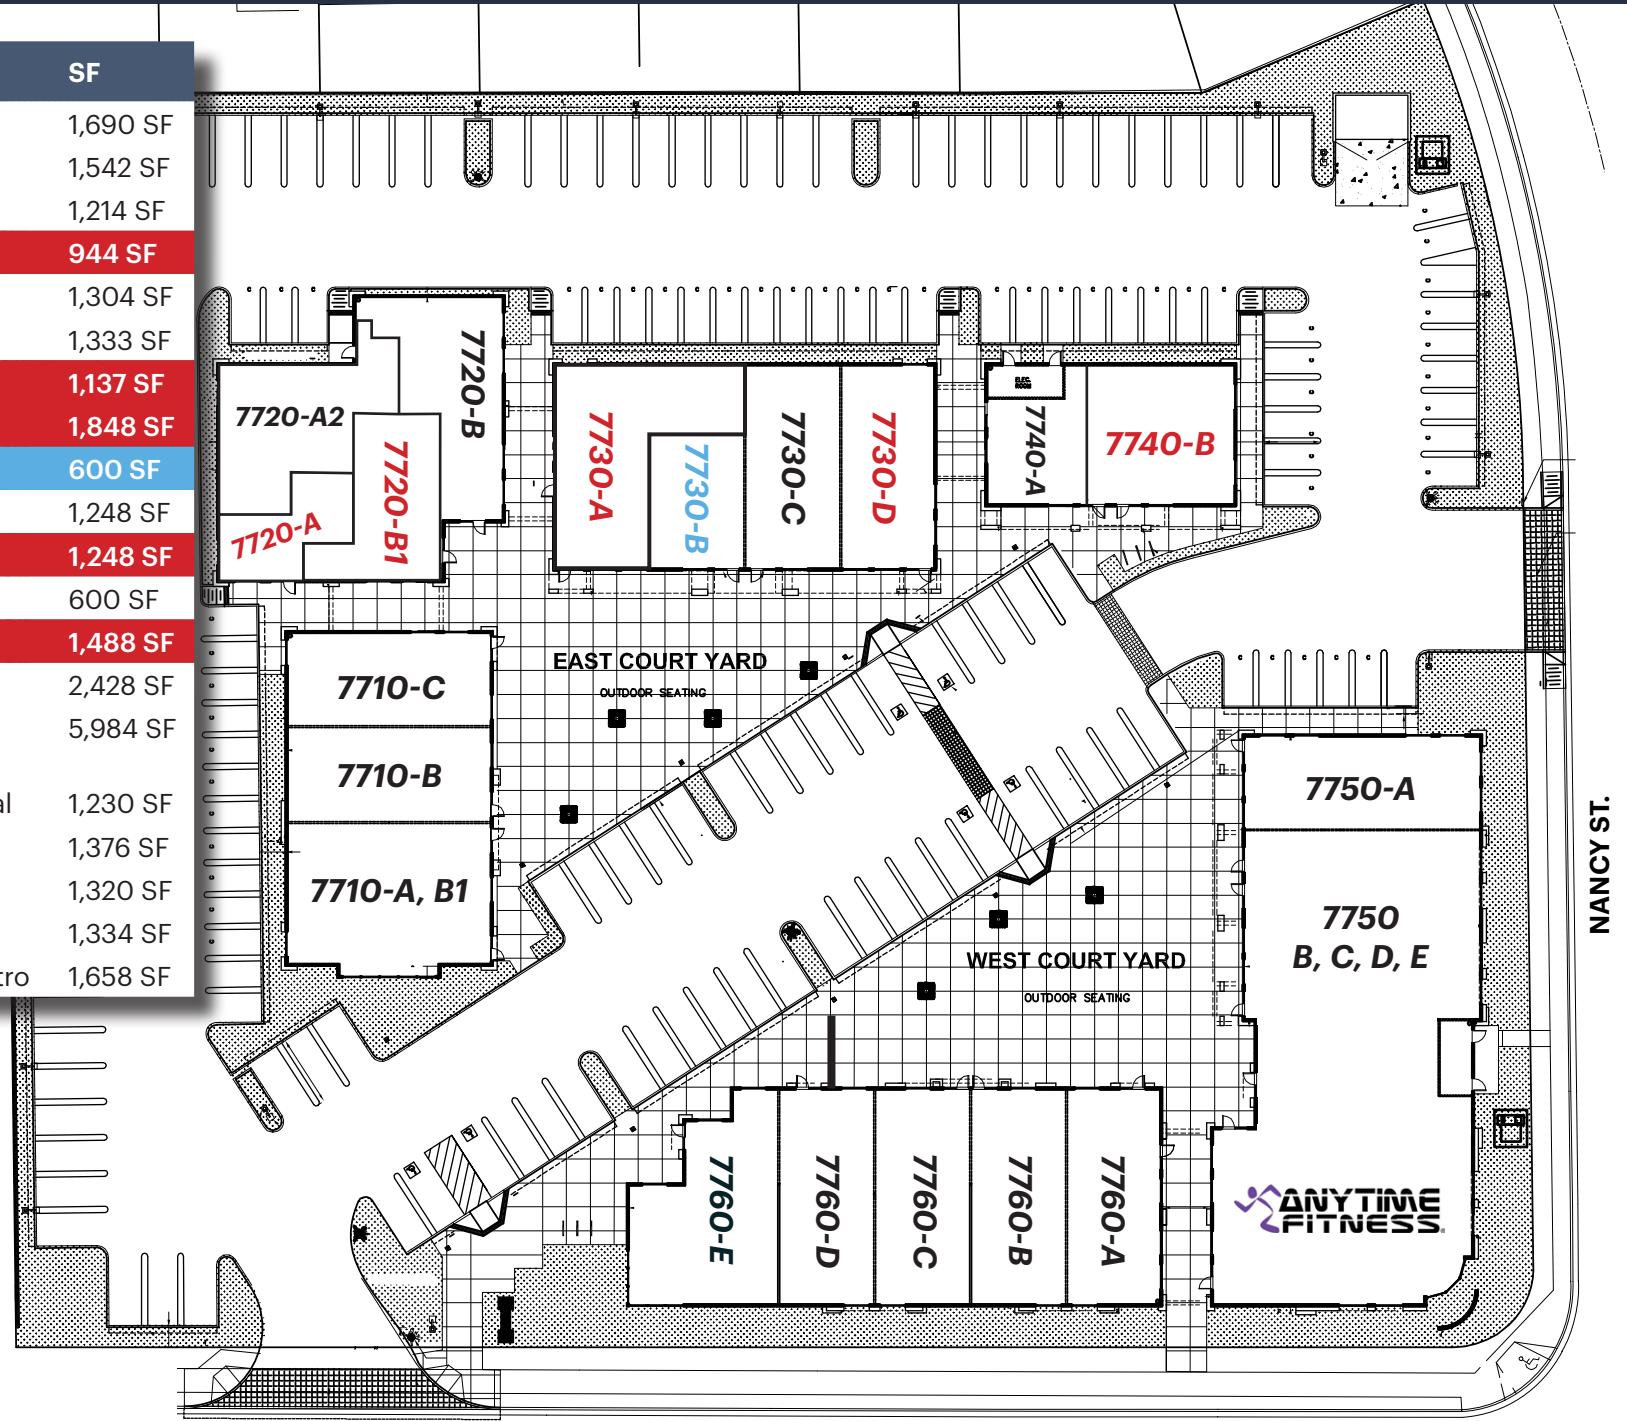 SF
1,690 SF
1,542 SF
1,214 SF
944 SF
1,304 SF
1,333 SF
1,137 SF
1,848 SF
600 SF
1,248 SF
1,248 SF
600 SF
1,488 SF
2,428 SF
5,984 SF
al 1,230 SF
1,376 SF
1,320 SF
1,334 SF
tro 1,658 SF
7720-A2
7720-B
7720-A
7720-B1
7730-A
7730-B
7730-C
7730-D
ELEC.
ROOM
7740-A
7740-B
EAST COURT YARD
OUTDOOR SEATING
7710-C
7710-B
7710-A, B1
7750-A
7750
B, C, D, E
WEST COURT YARD
OUTDOOR SEATING
7760-E
7760-D
7760-C
7760-B
7760-A
ANYTIME
FITNESS
NANCY ST.